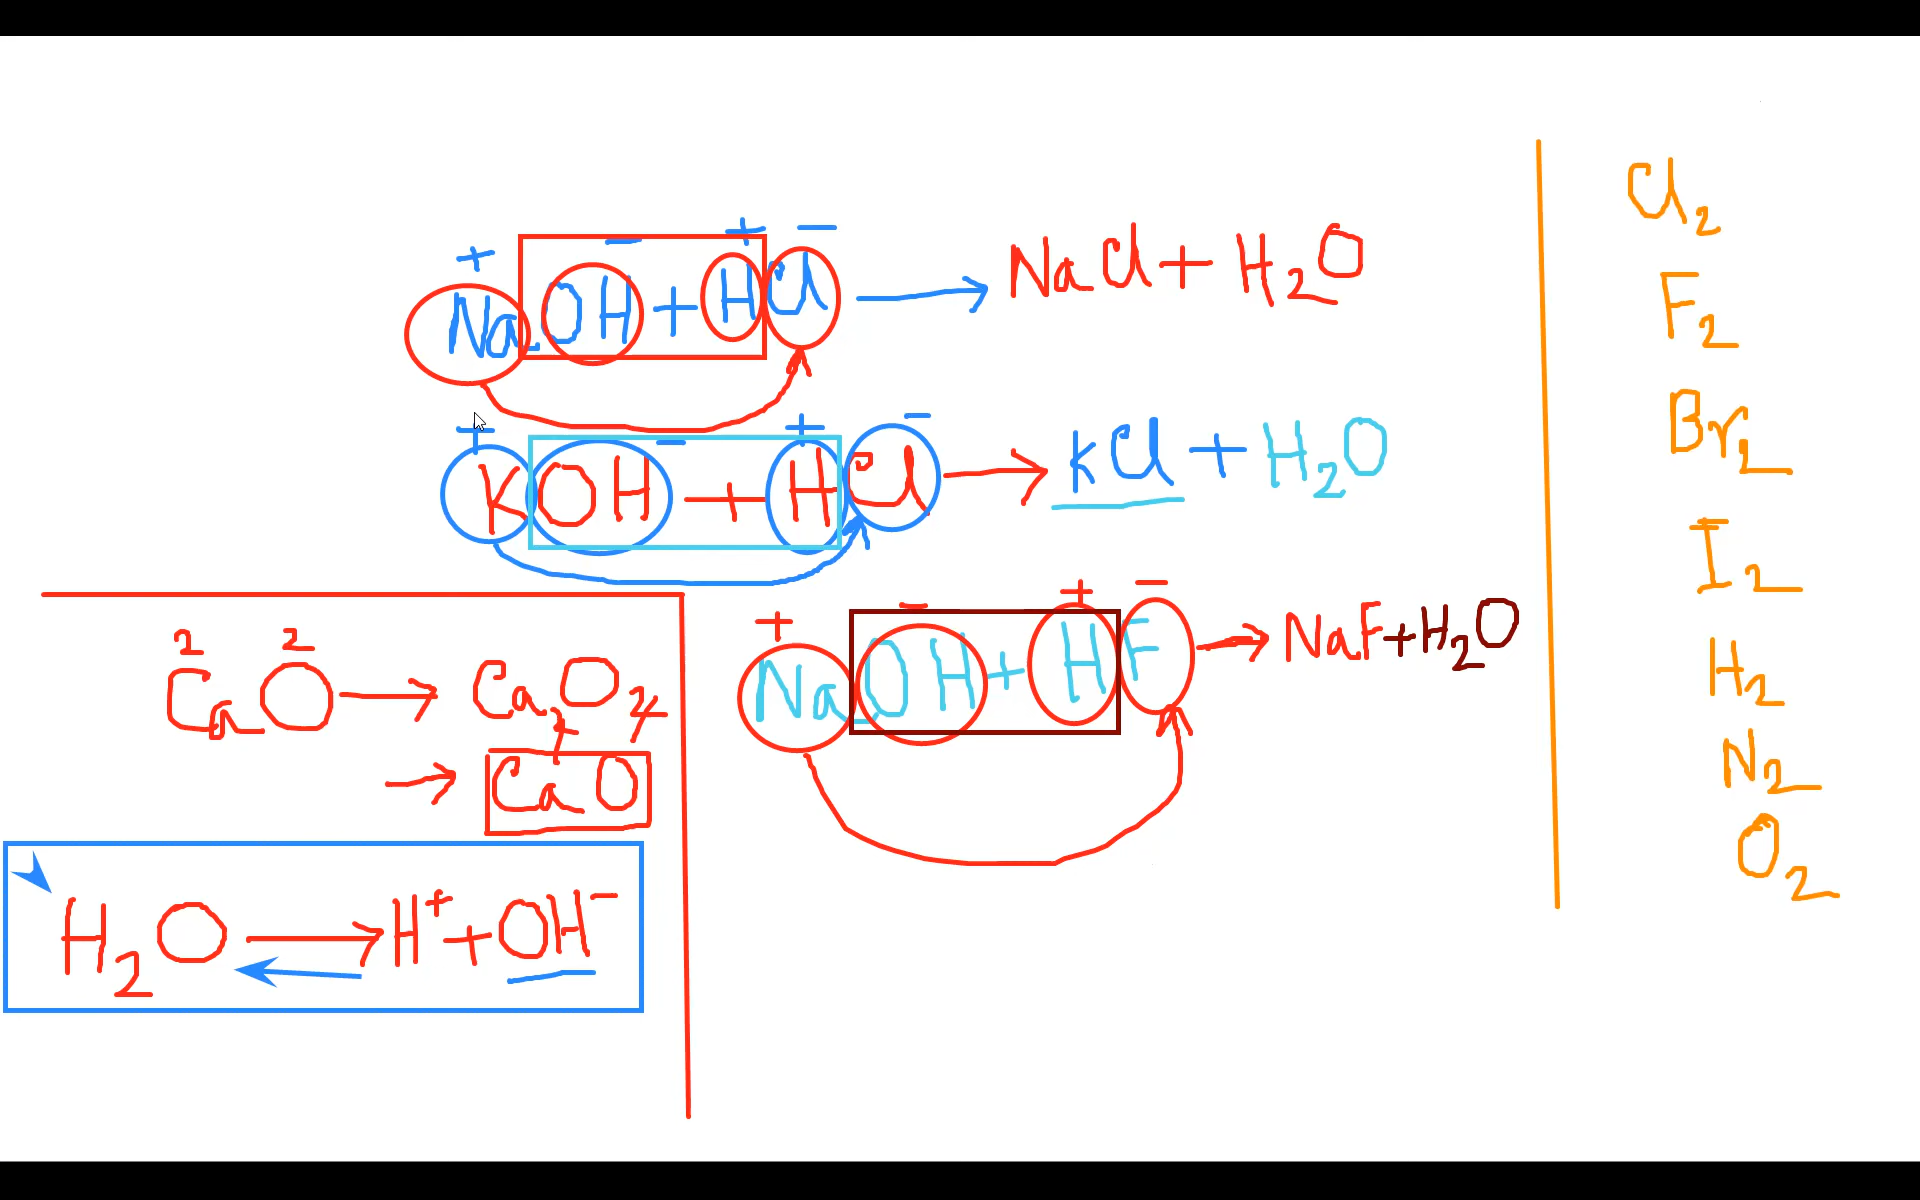 + - + -
NaOH + HCl → NaCl + H₂O
+ - + -
KOH + HCl → KCl + H₂O
+ - + -
NaOH + HF → NaF + H₂O
2 2
CaO → Ca₂O₂
→ CaO
H₂O → H⁺ + OH⁻
Cl₂
F₂
Br₂
I₂
H₂
N₂
O₂